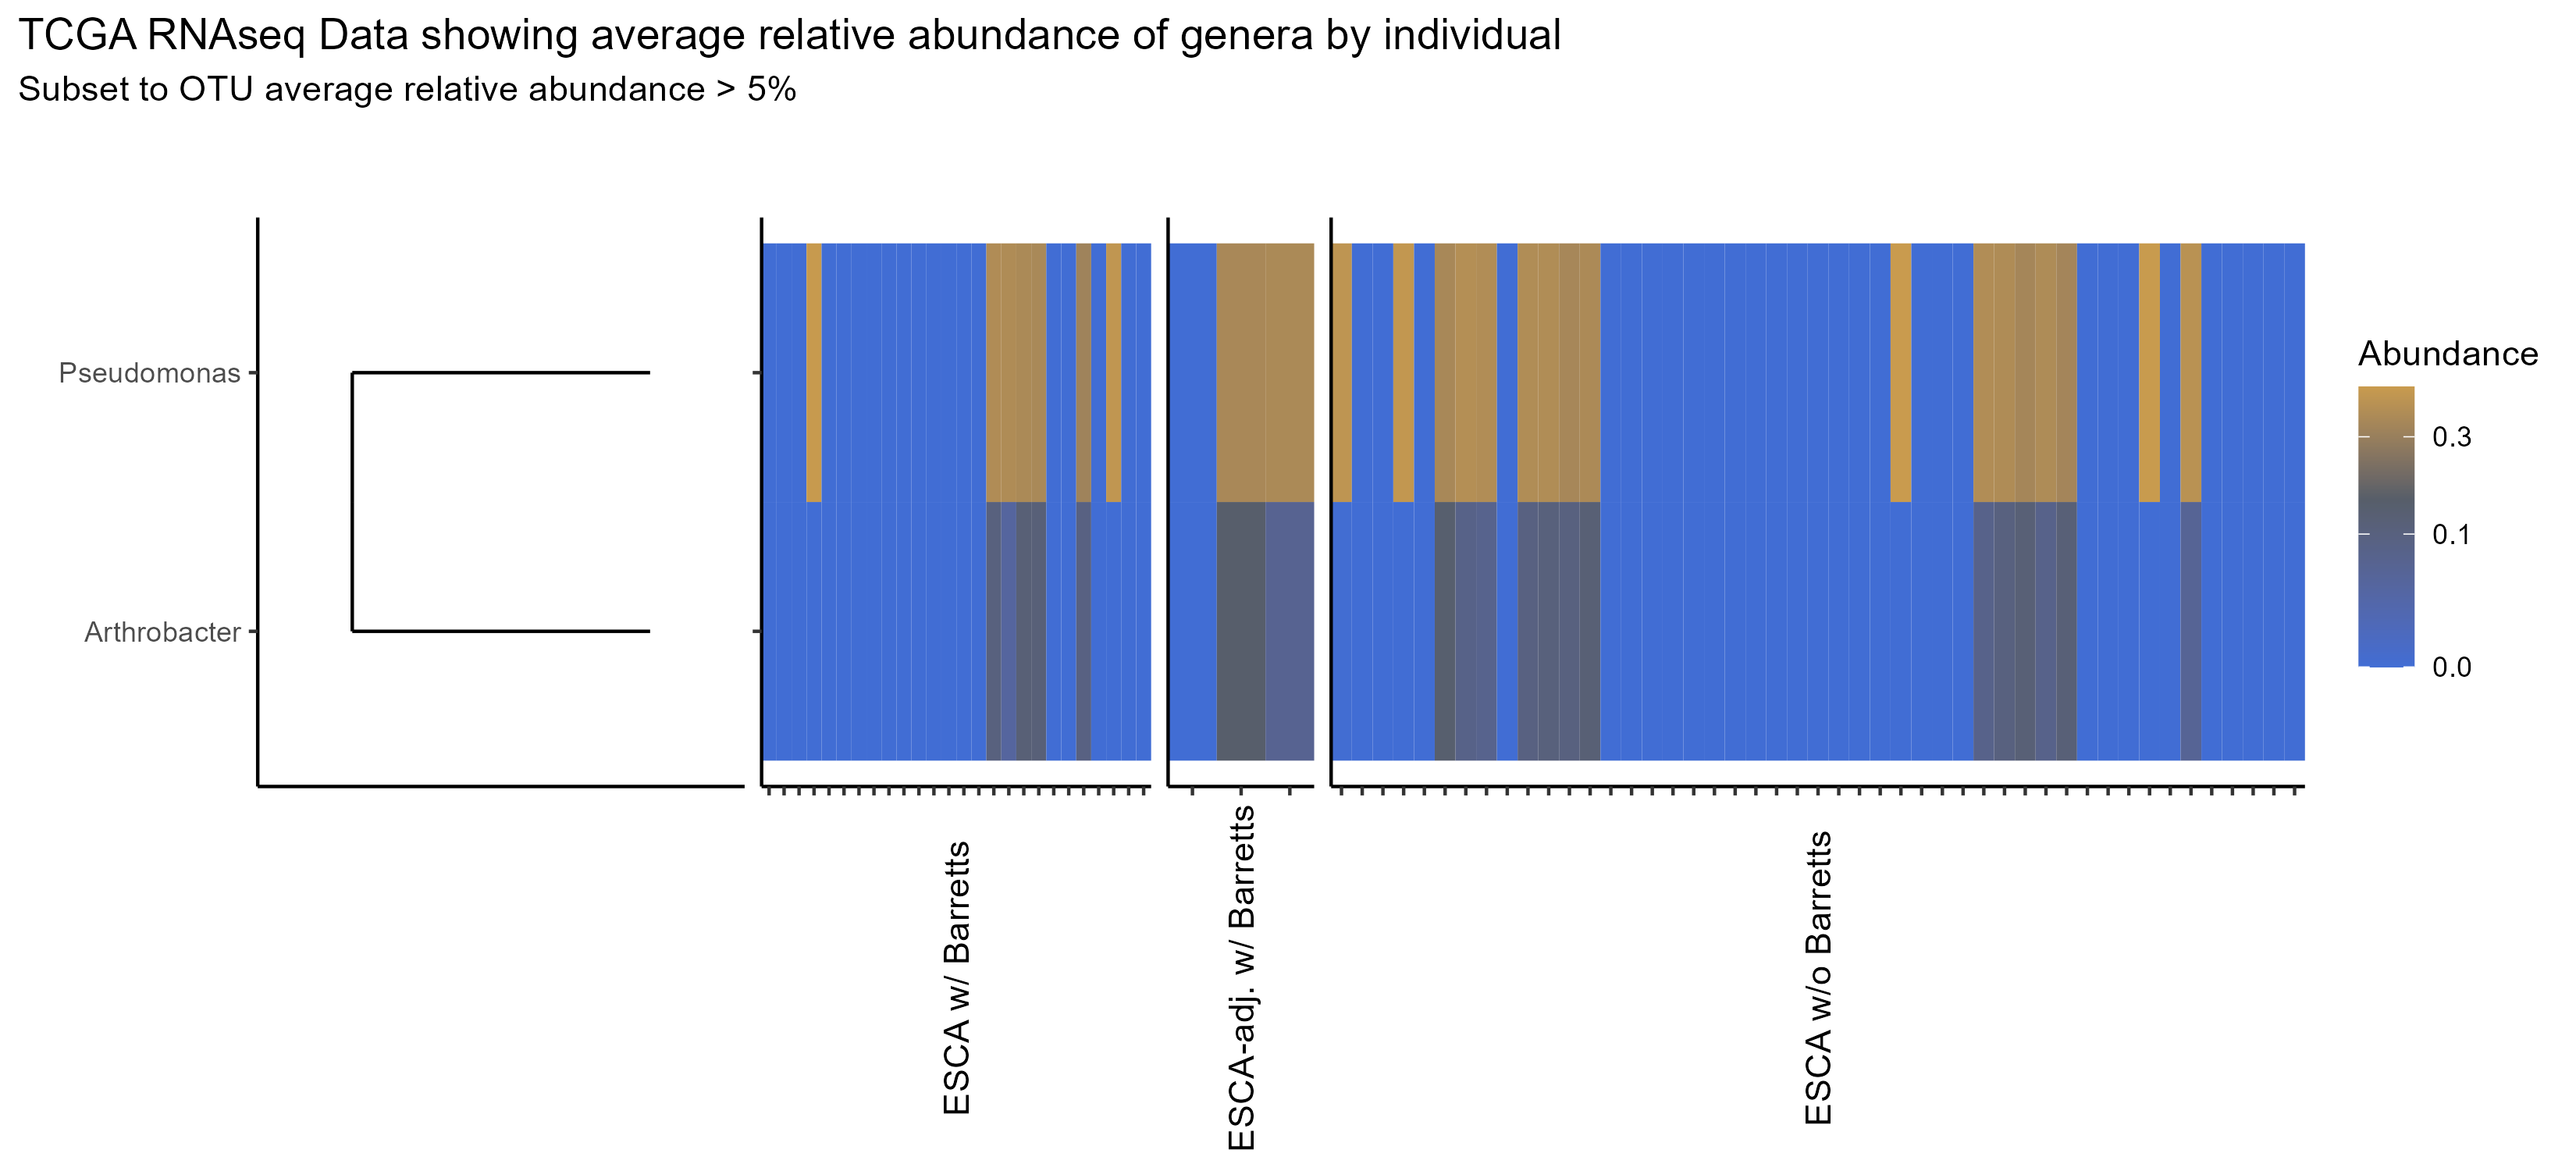 TCGA RNAseq Data showing average relative abundance of genera by individual
Subset to OTU average relative abundance > 5%
Pseudomonas
Arthrobacter
ESCA w/ Barretts
ESCA-adj. w/ Barretts
ESCA w/o Barretts
Abundance
0.3
0.1
0.0